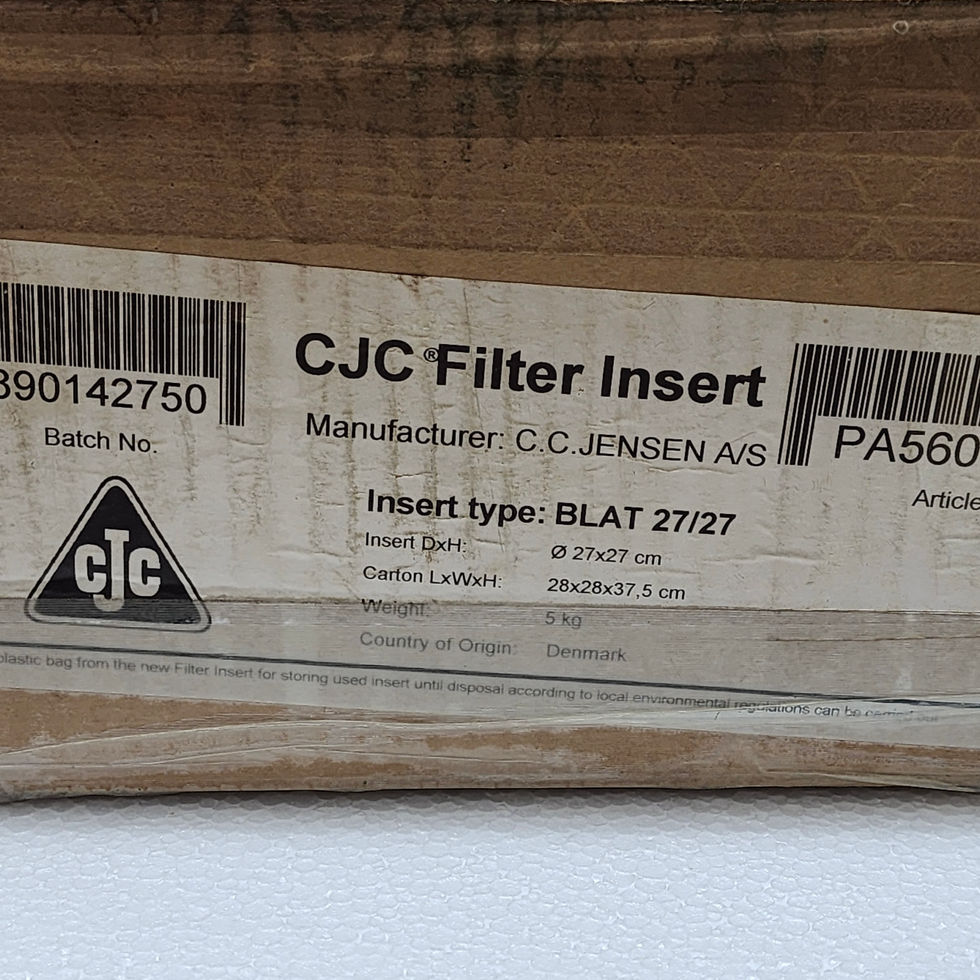 CJC® Filter Insert
Manufacturer: C.C.JENSEN A/S
390142750
Batch No.
PA560
Article
CJC
Insert type: BLAT 27/27
Insert DxH: Ø 27x27 cm
Carton LxWxH: 28x28x37,5 cm
Weight: 5 kg
Country of Origin: Denmark
plastic bag from the new Filter Insert for storing used insert until disposal according to local environmental regulations can be